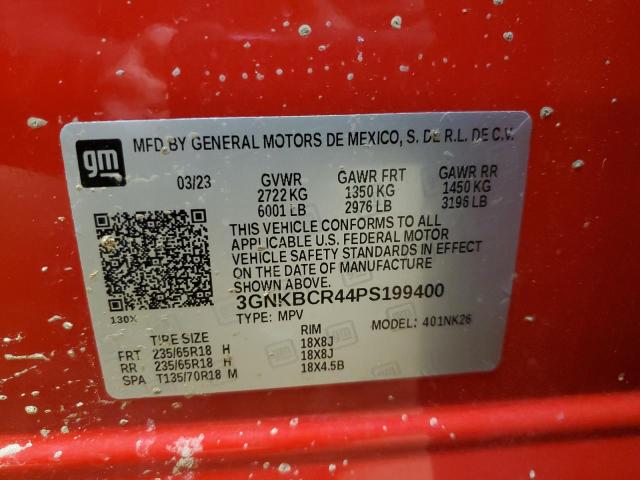 gm
MFD BY GENERAL MOTORS DE MEXICO, S. DE R.L. DE C.V.
03/23 GVWR GAWR FRT GAWR RR
2722 KG 1350 KG 1450 KG
6001 LB 2976 LB 3196 LB
THIS VEHICLE CONFORMS TO ALL
APPLICABLE U.S. FEDERAL MOTOR
VEHICLE SAFETY STANDARDS IN EFFECT
ON THE DATE OF MANUFACTURE
SHOWN ABOVE.
3GNKBCR44PS199400
130X TYPE: MPV MODEL: 401NK26
TIRE SIZE RIM
FRT 235/65R18 H 18X8J
RR 235/65R18 H 18X8J
SPA T135/70R18 M 18X4.5B